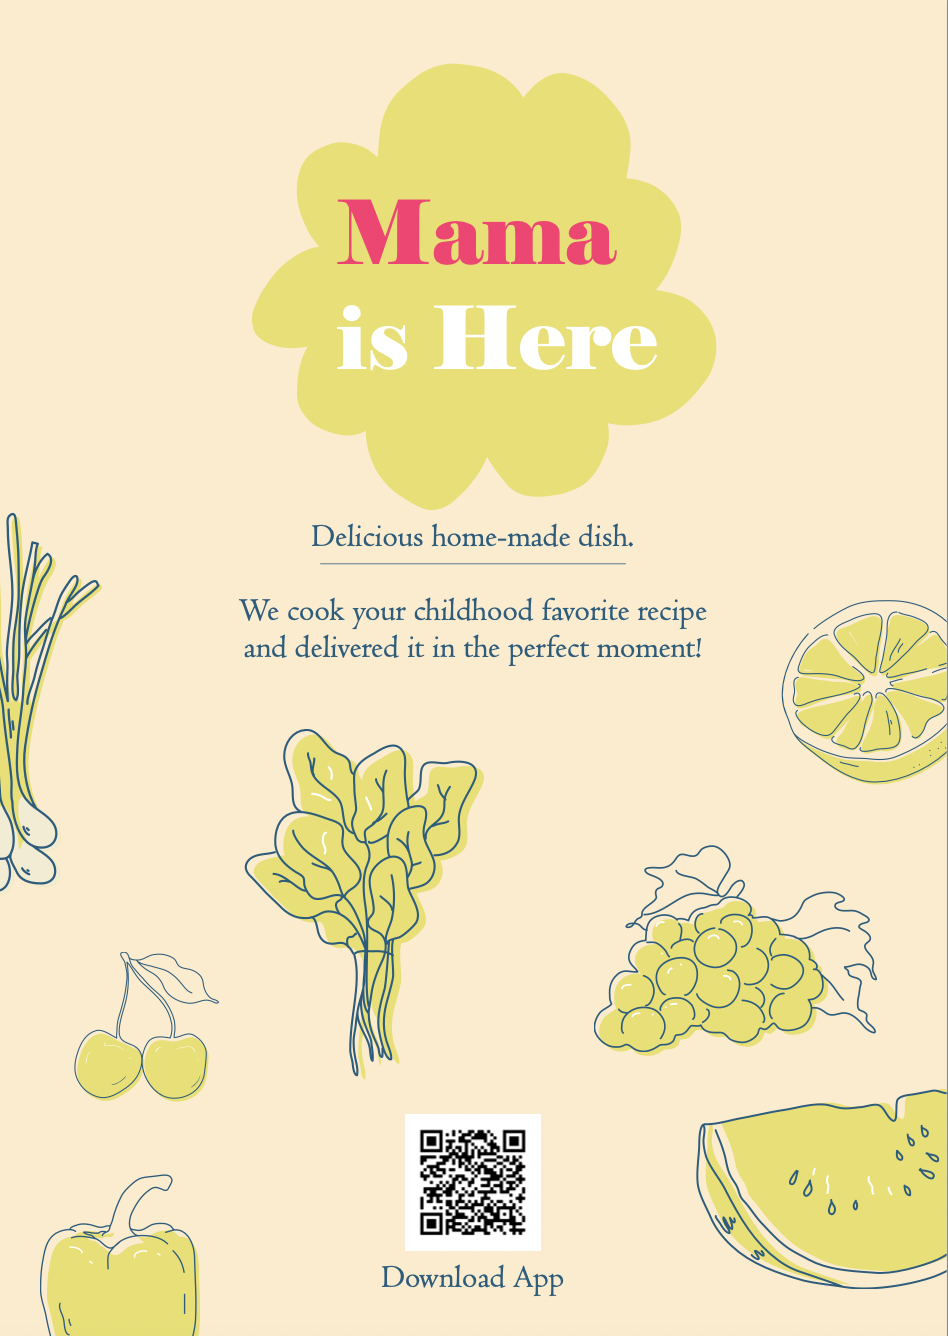 Mama
is Here
Delicious home-made dish.
We cook your childhood favorite recipe
and delivered it in the perfect moment!
Download App